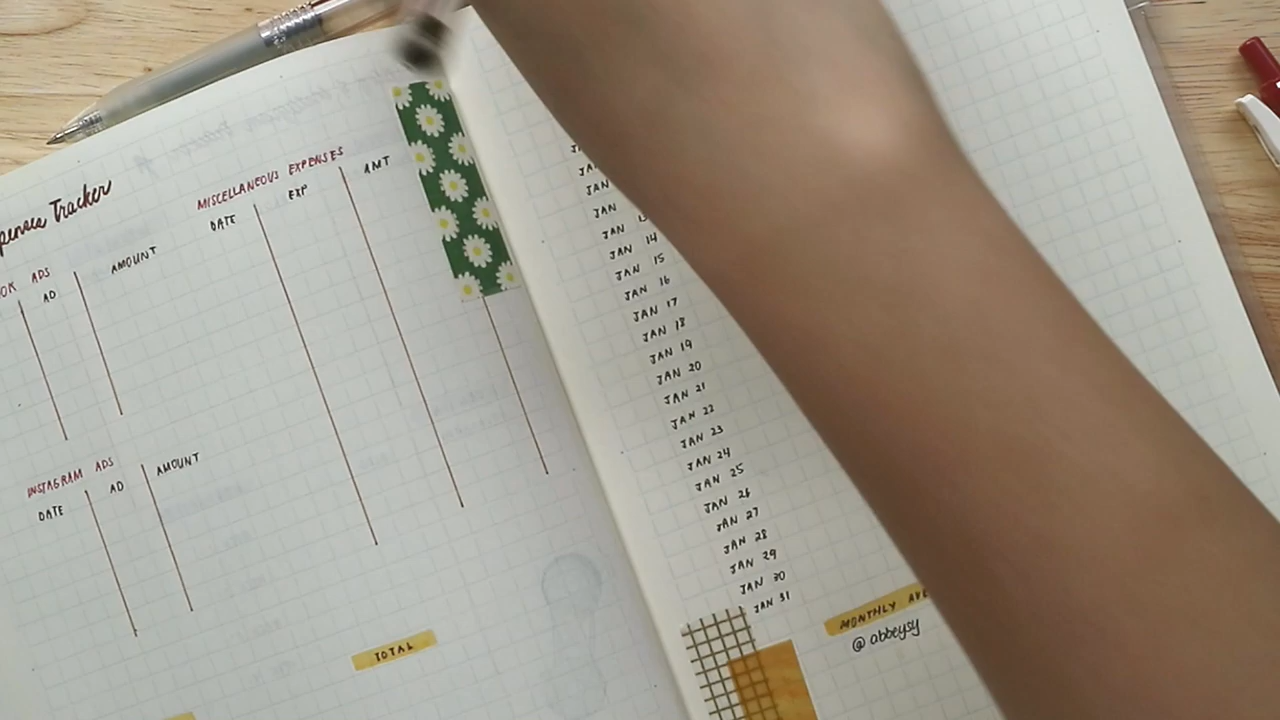 Tracker
MISCELLANEOUS EXPENSES
DATE
EXP
AMT
ADS
AD
AMOUNT
INSTAGRAM ADS
DATE
AD
AMOUNT
TOTAL
JAN
JAN
JAN
JAN 14
JAN 15
JAN 16
JAN 17
JAN 18
JAN 19
JAN 20
JAN 21
JAN 22
JAN 23
JAN 24
JAN 25
JAN 26
JAN 27
JAN 28
JAN 29
JAN 30
JAN 31
MONTHLY
@abbeysy